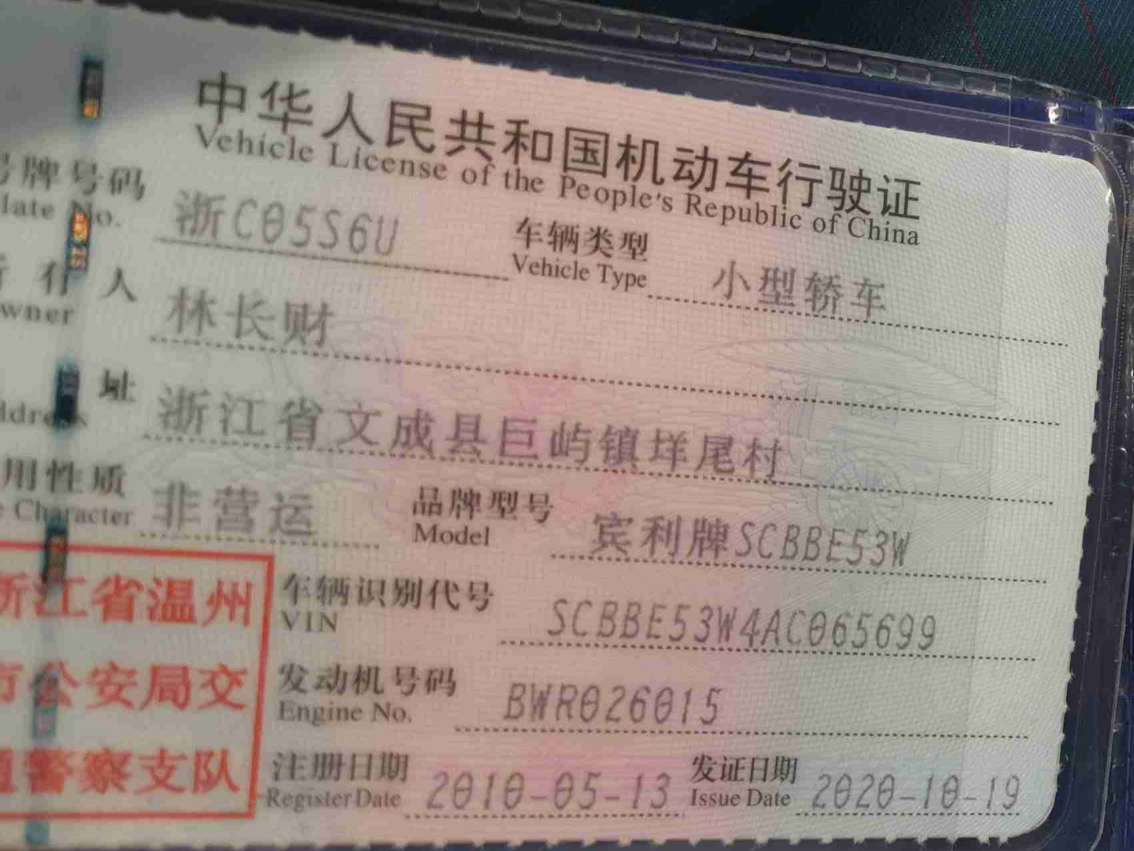 中华人民共和国机动车行驶证
Vehicle License of the People's Republic of China
号牌号码 浙C05S6U 车辆类型 小型轿车
late No. Vehicle Type
人 林长财
wner
址 浙江省文成县巨屿镇垟尾村
用性质 非营运 品牌型号 宾利牌SCBBE53W
Character Model
浙江省温州 车辆识别代号 SCBBE53W4AC065699
VIN
市公安局交 发动机号码 BWR026015
Engine No.
通警察支队 注册日期 2010-05-13 发证日期 2020-10-19
Register Date Issue Date